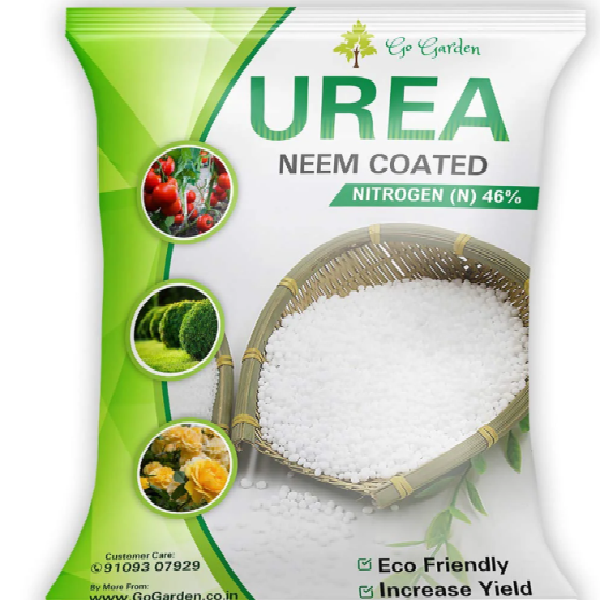 Go Garden
UREA
NEEM COATED
NITROGEN (N) 46%
Customer Care:
91093 07929
By More From:
www.GoGarden.co.in
Eco Friendly
Increase Yield